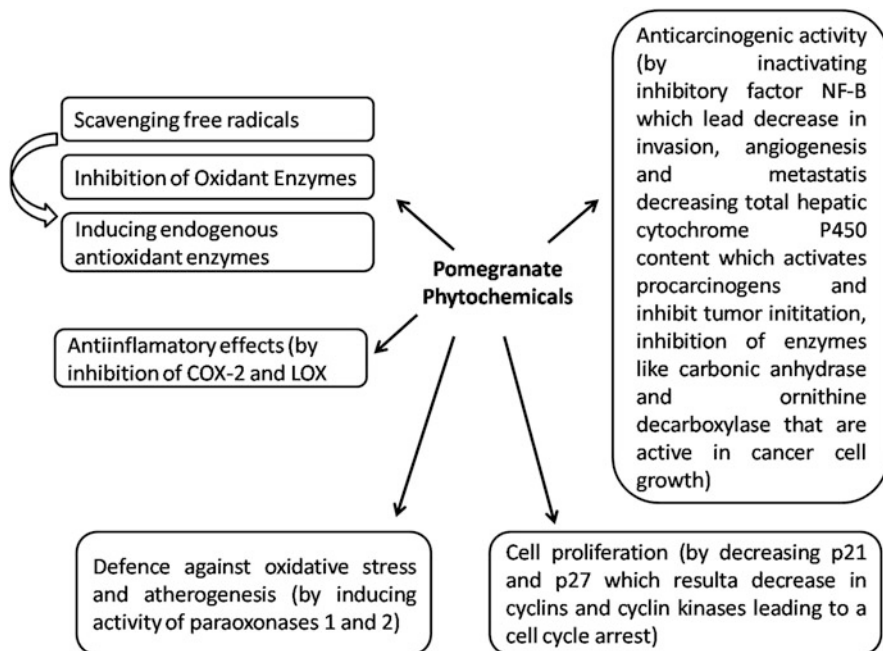 Scavenging free radicals
Inhibition of Oxidant Enzymes
Inducing endogenous
antioxidant enzymes
Pomegranate
Phytochemicals
Antiinflamatory effects (by
inhibition of COX-2 and LOX
Defence against oxidative stress
and atherogenesis (by inducing
activity of paraoxonases 1 and 2)
Cell proliferation (by decreasing p21
and p27 which resulta decrease in
cyclins and cyclin kinases leading to a
cell cycle arrest)
Anticarcinogenic activity
(by inactivating
inhibitory factor NF-B
which lead decrease in
invasion, angiogenesis
and metastatis
decreasing total hepatic
cytochrome P450
content which activates
procarcinogens and
inhibit tumor inititation,
inhibition of enzymes
like carbonic anhydrase
and ornithine
decarboxylase that are
active in cancer cell
growth)